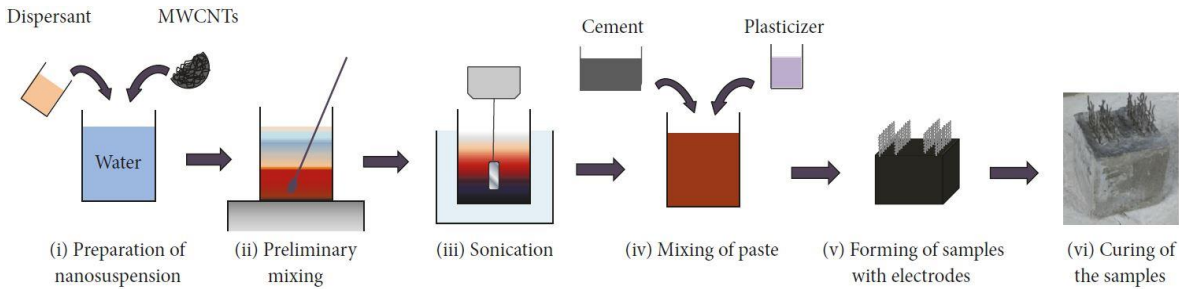 Dispersant
MWCNTs
Cement
Plasticizer
Water
(i) Preparation of
nanosuspension
(ii) Preliminary
mixing
(iii) Sonication
(iv) Mixing of paste
(v) Forming of samples
with electrodes
(vi) Curing of
the samples